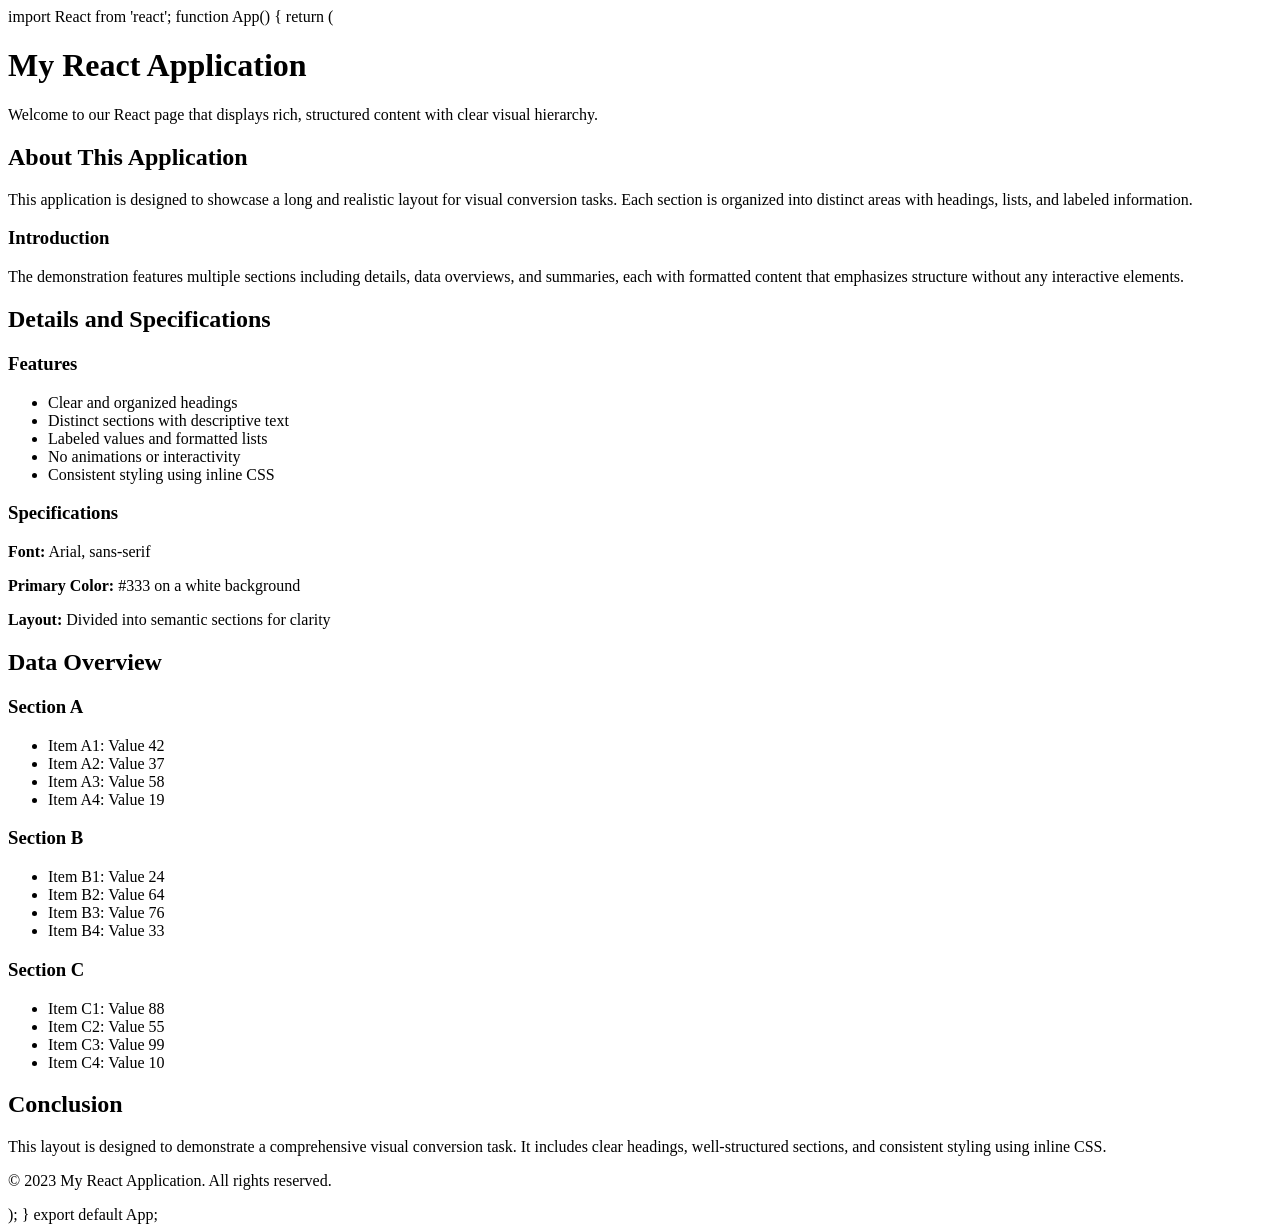 import React from 'react'; function App() { return (
My React Application
Welcome to our React page that displays rich, structured content with clear visual hierarchy.
About This Application
This application is designed to showcase a long and realistic layout for visual conversion tasks. Each section is organized into distinct areas with headings, lists, and labeled information.
Introduction
The demonstration features multiple sections including details, data overviews, and summaries, each with formatted content that emphasizes structure without any interactive elements.
Details and Specifications
Features
Clear and organized headings
Distinct sections with descriptive text
Labeled values and formatted lists
No animations or interactivity
Consistent styling using inline CSS
Specifications
Font: Arial, sans-serif
Primary Color: #333 on a white background
Layout: Divided into semantic sections for clarity
Data Overview
Section A
Item A1: Value 42
Item A2: Value 37
Item A3: Value 58
Item A4: Value 19
Section B
Item B1: Value 24
Item B2: Value 64
Item B3: Value 76
Item B4: Value 33
Section C
Item C1: Value 88
Item C2: Value 55
Item C3: Value 99
Item C4: Value 10
Conclusion
This layout is designed to demonstrate a comprehensive visual conversion task. It includes clear headings, well-structured sections, and consistent styling using inline CSS.
© 2023 My React Application. All rights reserved.
); } export default App;